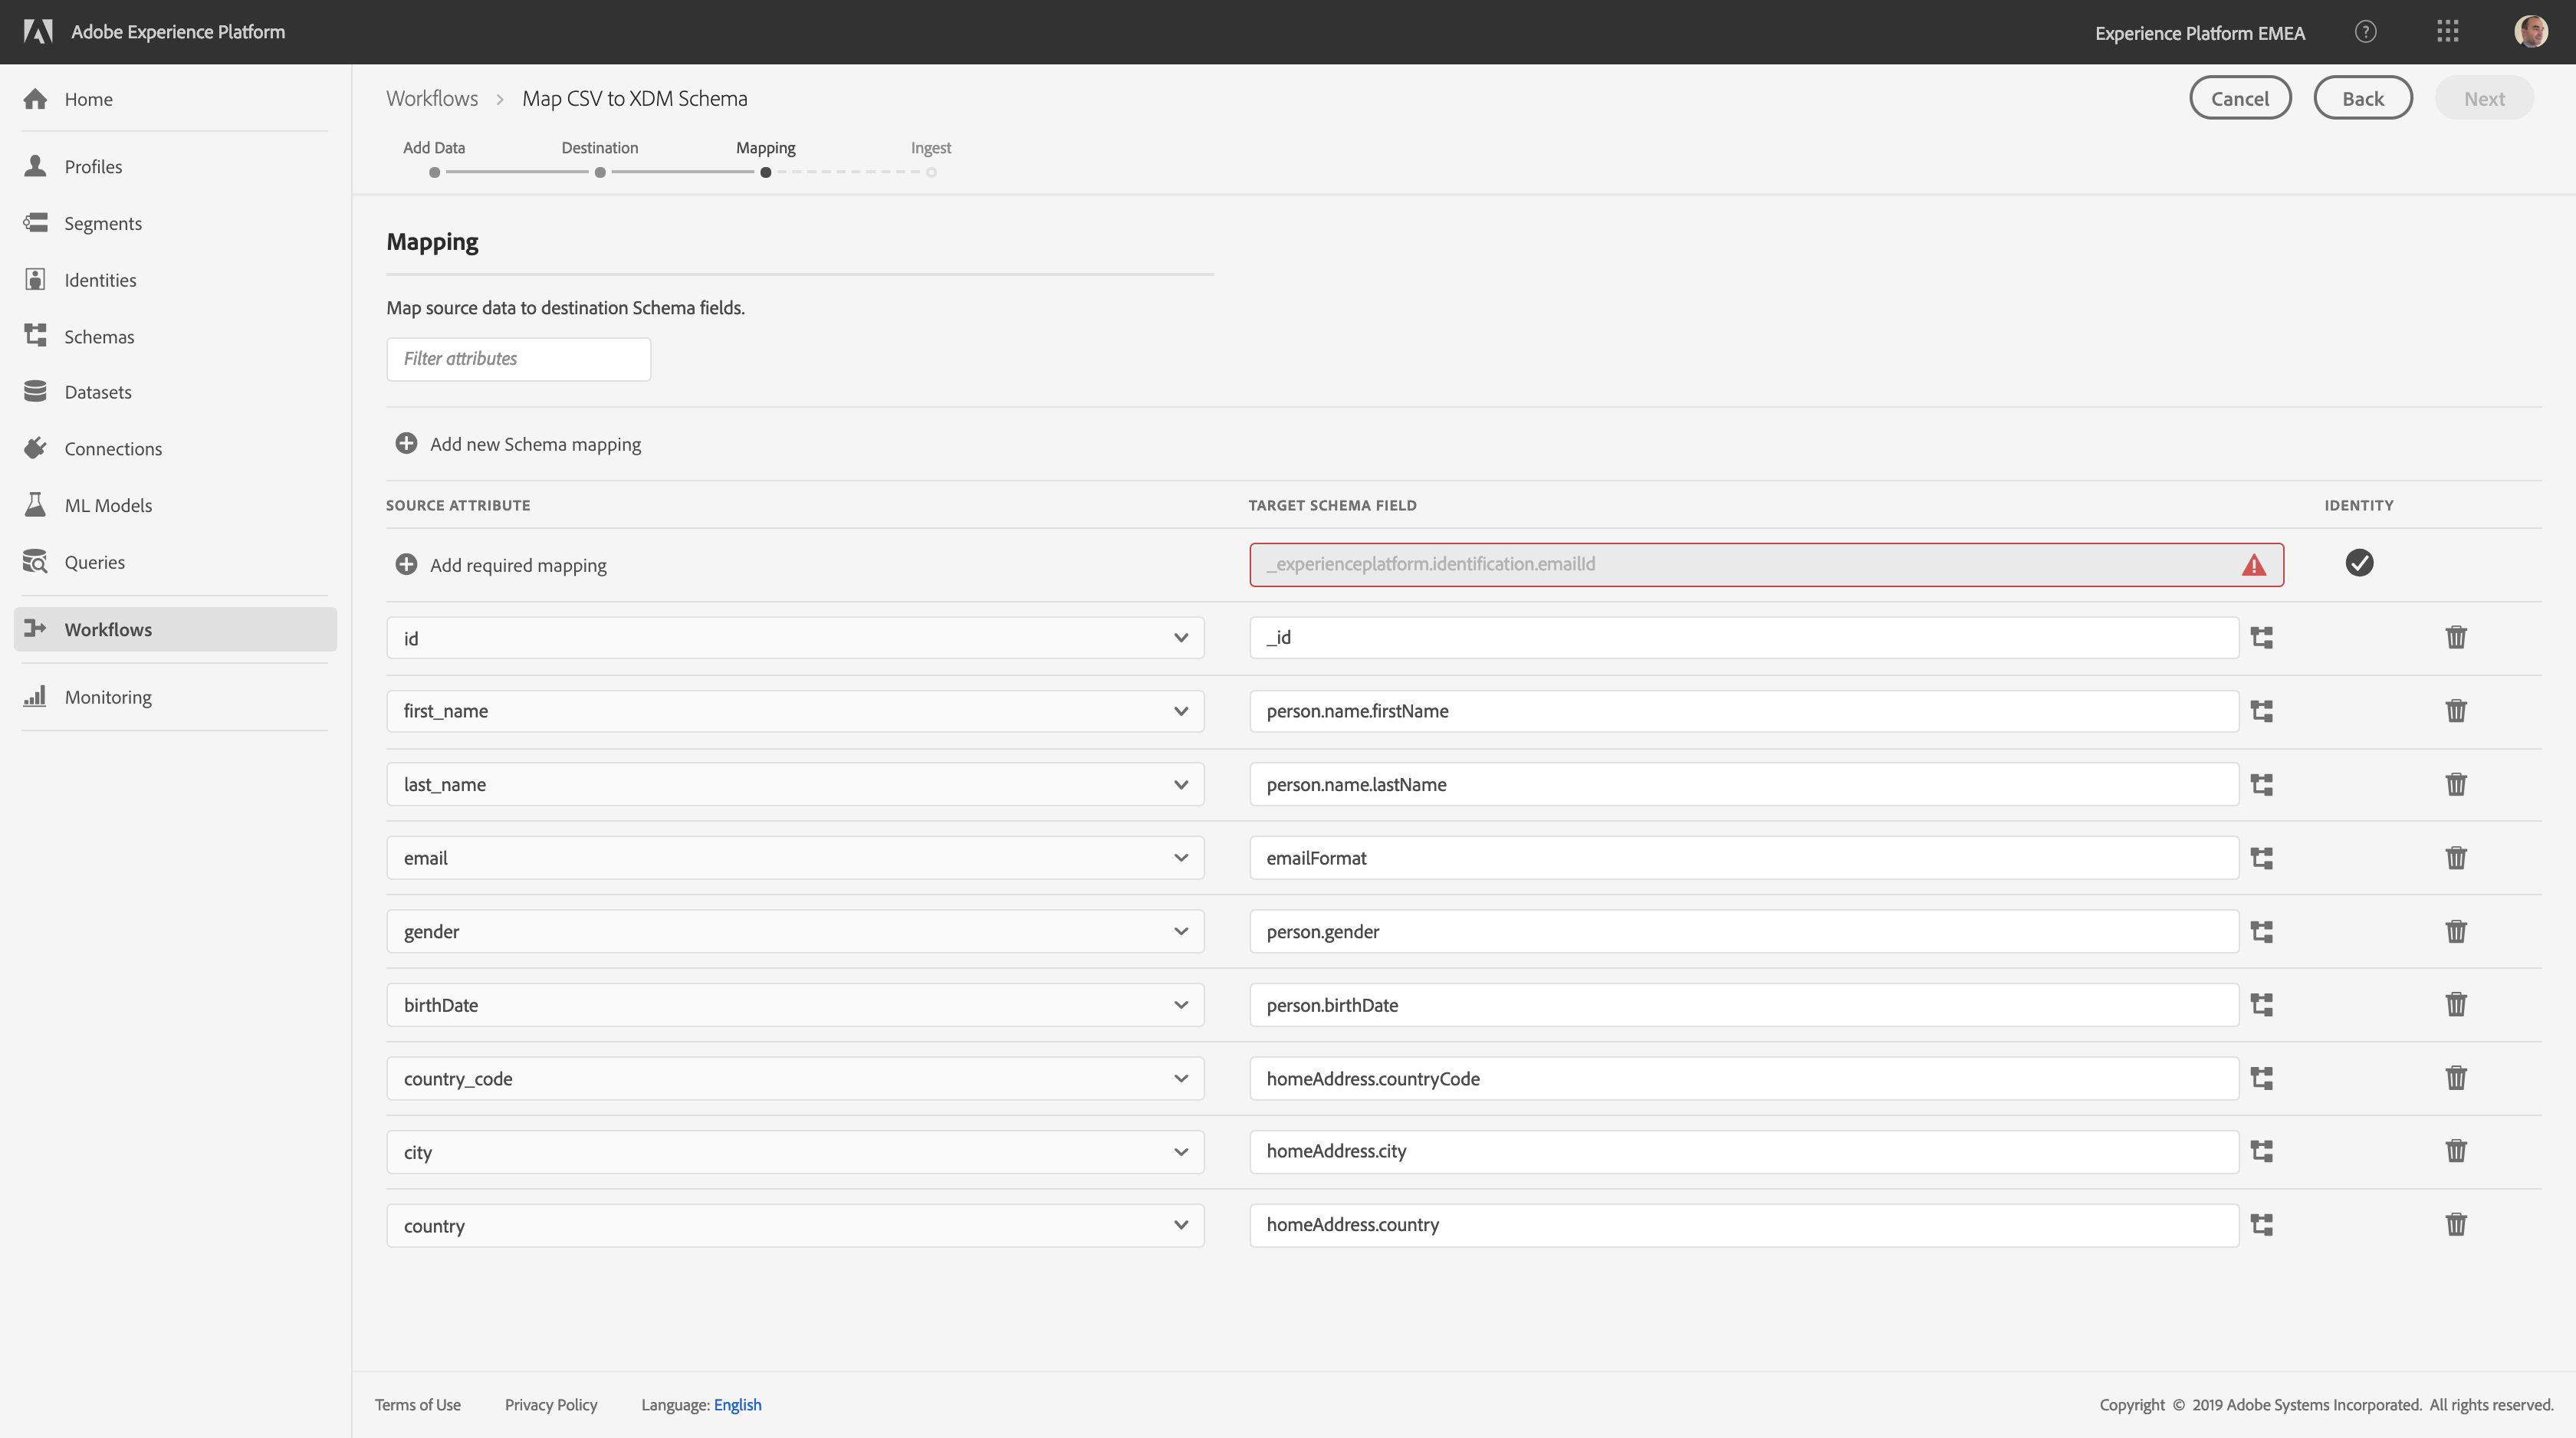 Adobe Experience Platform
Experience Platform EMEA
Home
Profiles
Segments
Identities
Schemas
Datasets
Connections
ML Models
Queries
Workflows
Monitoring
Workflows > Map CSV to XDM Schema
Cancel
Back
Next
Add Data
Destination
Mapping
Ingest
Mapping
Map source data to destination Schema fields.
Filter attributes
Add new Schema mapping
SOURCE ATTRIBUTE TARGET SCHEMA FIELD IDENTITY
Add required mapping _experienceplatform.identification.emailId
id _id
first_name person.name.firstName
last_name person.name.lastName
email emailFormat
gender person.gender
birthDate person.birthDate
country_code homeAddress.countryCode
city homeAddress.city
country homeAddress.country
Terms of Use Privacy Policy Language: English
Copyright © 2019 Adobe Systems Incorporated. All rights reserved.